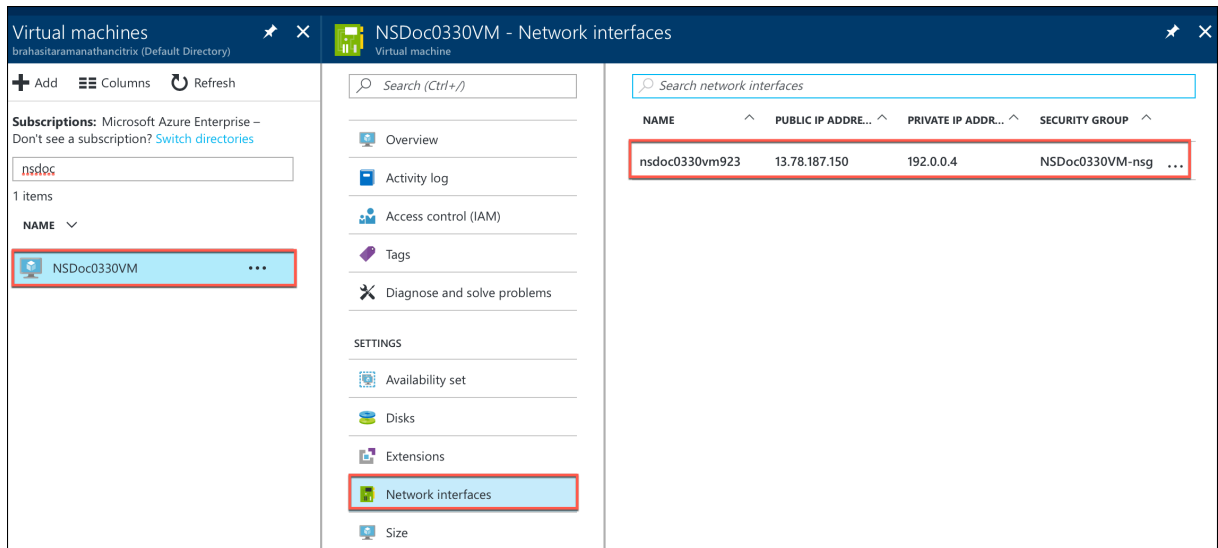 Virtual machines
brahasitaramanathancitrix (Default Directory)
Add Columns Refresh
Subscriptions: Microsoft Azure Enterprise –
Don't see a subscription? Switch directories
nsdoc
1 items
NAME
NSDoc0330VM
NSDoc0330VM - Network interfaces
Virtual machine
Search (Ctrl+/)
Overview
Activity log
Access control (IAM)
Tags
Diagnose and solve problems
SETTINGS
Availability set
Disks
Extensions
Network interfaces
Size
Search network interfaces
NAME PUBLIC IP ADDRE... PRIVATE IP ADDR... SECURITY GROUP
nsdoc0330vm923 13.78.187.150 192.0.0.4 NSDoc0330VM-nsg ...